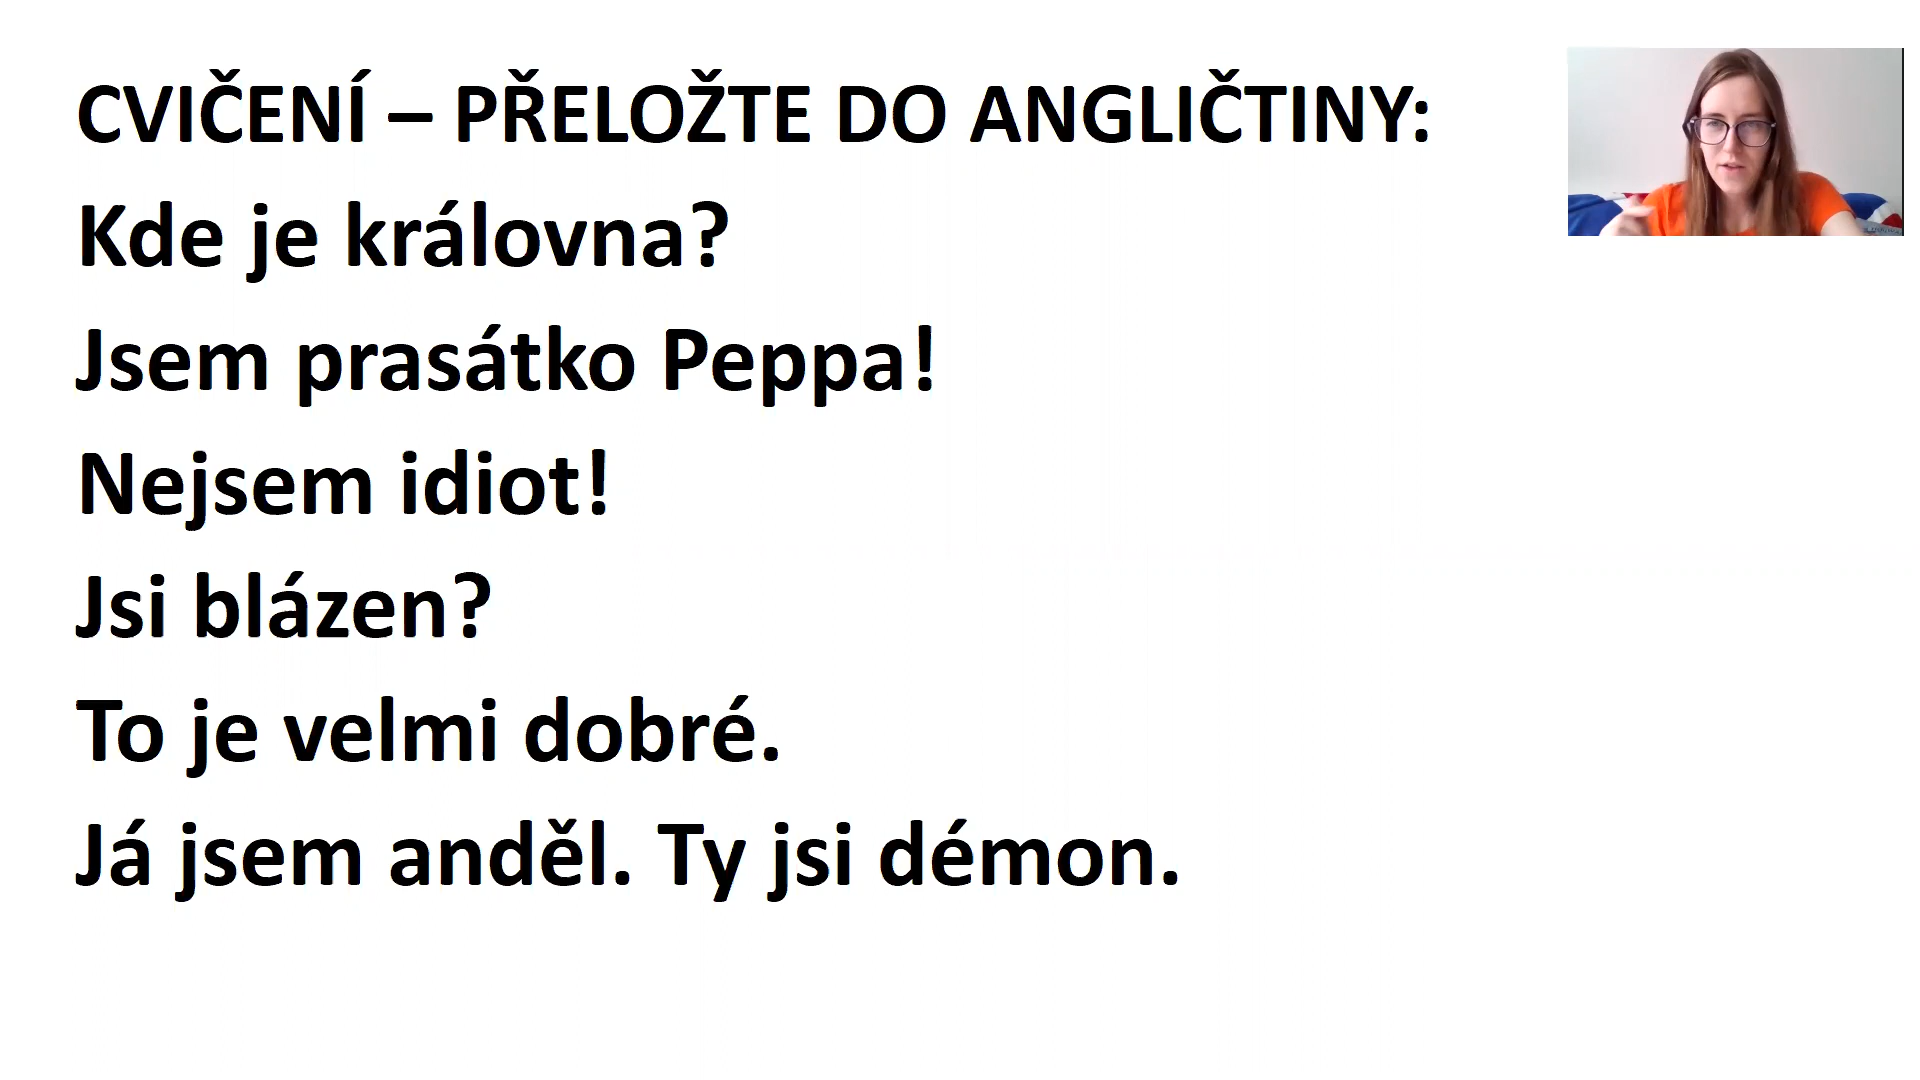 CVIČENÍ – PŘELOŽTE DO ANGLIČTINY:
Kde je královna?
Jsem prasátko Peppa!
Nejsem idiot!
Jsi blázen?
To je velmi dobré.
Já jsem anděl. Ty jsi démon.